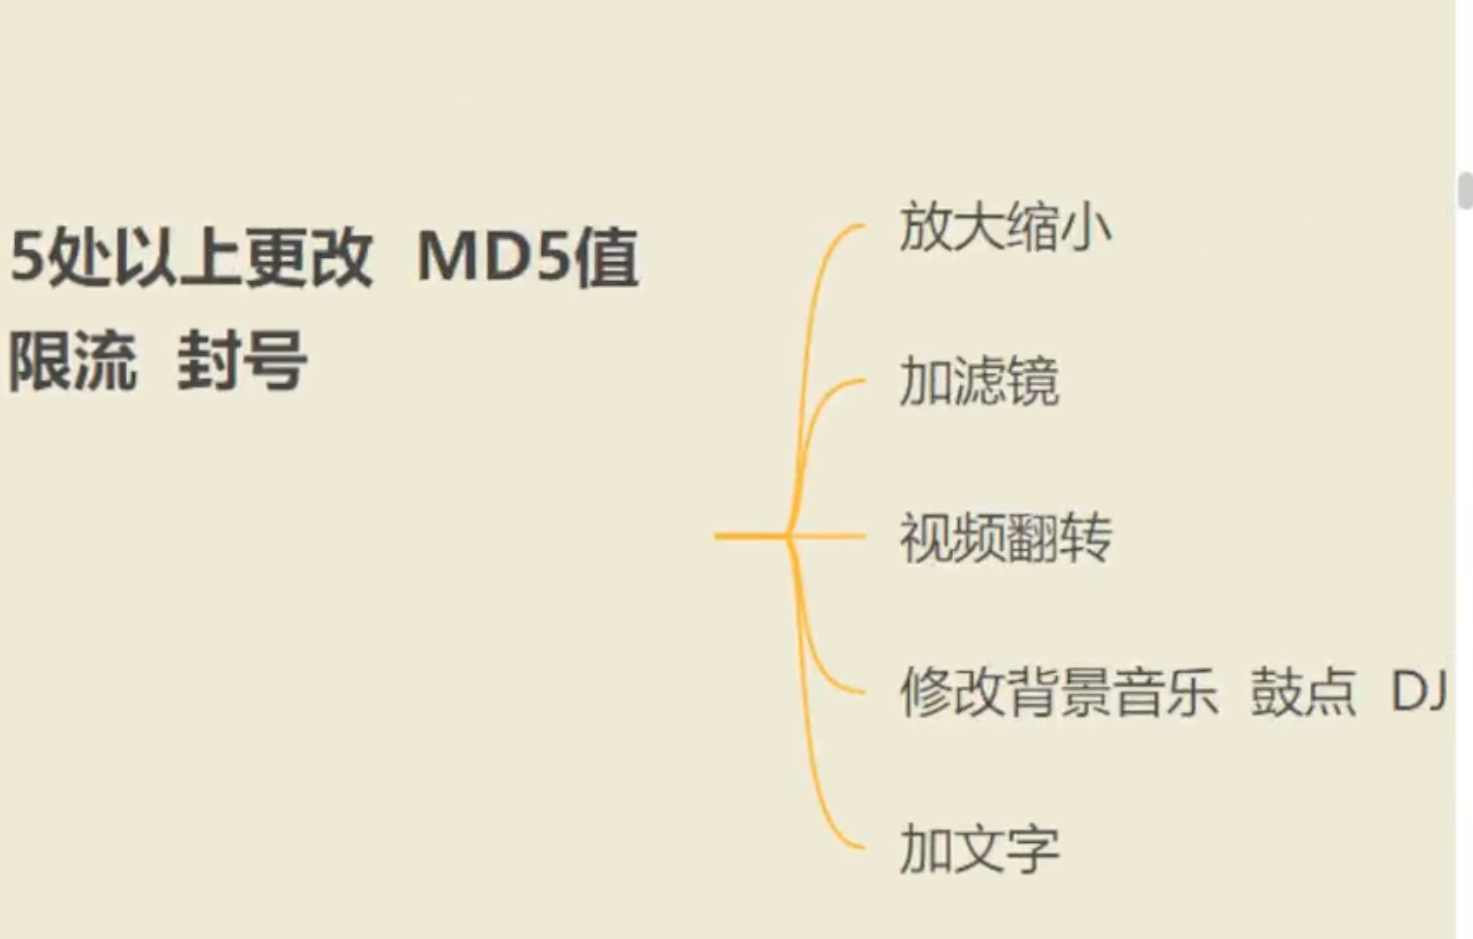 5处以上更改 MD5值
限流 封号
放大缩小
加滤镜
视频翻转
修改背景音乐 鼓点 DJ
加文字